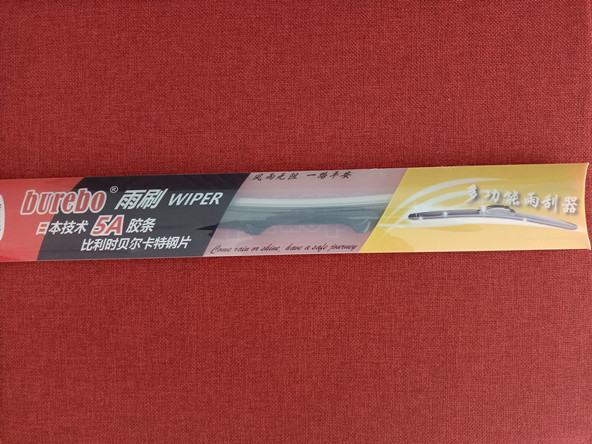 burebo® 雨刷 WIPER
日本技术 5A 胶条
比利时贝尔卡特钢片
风雨无阻 一路平安
Come rain or shine, have a safe journey
多功能雨刮器